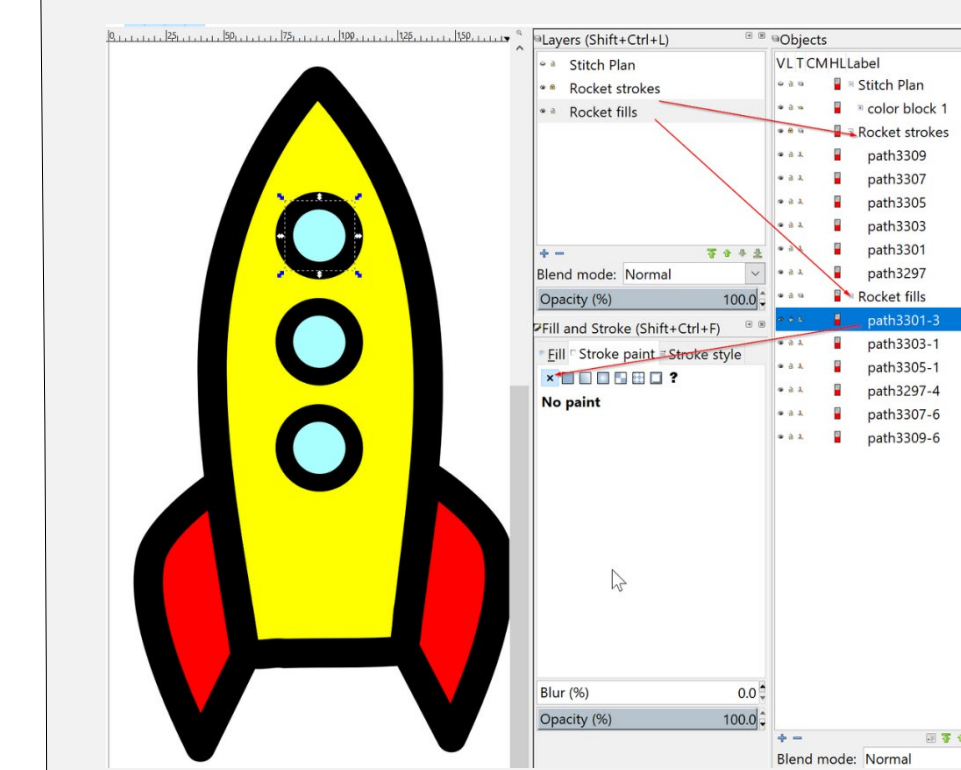 0 25 50 75 100 125 150
Layers (Shift+Ctrl+L)
Stitch Plan
Rocket strokes
Rocket fills
Blend mode: Normal
Opacity (%) 100.0
Fill and Stroke (Shift+Ctrl+F)
Fill Stroke paint Stroke style
?
No paint
Blur (%) 0.0
Opacity (%) 100.0
Objects
VL T CMHLLabel
Stitch Plan
color block 1
Rocket strokes
path3309
path3307
path3305
path3303
path3301
path3297
Rocket fills
path3301-3
path3303-1
path3305-1
path3297-4
path3307-6
path3309-6
Blend mode: Normal